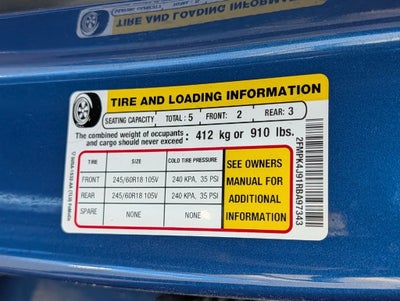 TIRE AND LOADING INFORMATION
SEATING CAPACITY TOTAL: 5 FRONT: 2 REAR: 3
The combined weight of occupants and cargo should never exceed: 412 kg or 910 lbs.
TIRE SIZE COLD TIRE PRESSURE
FRONT 245/60R18 105V 240 KPA, 35 PSI
REAR 245/60R18 105V 240 KPA, 35 PSI
SPARE NONE NONE
SEE OWNERS
MANUAL FOR
ADDITIONAL
INFORMATION
2FMPK4J91RBA97343